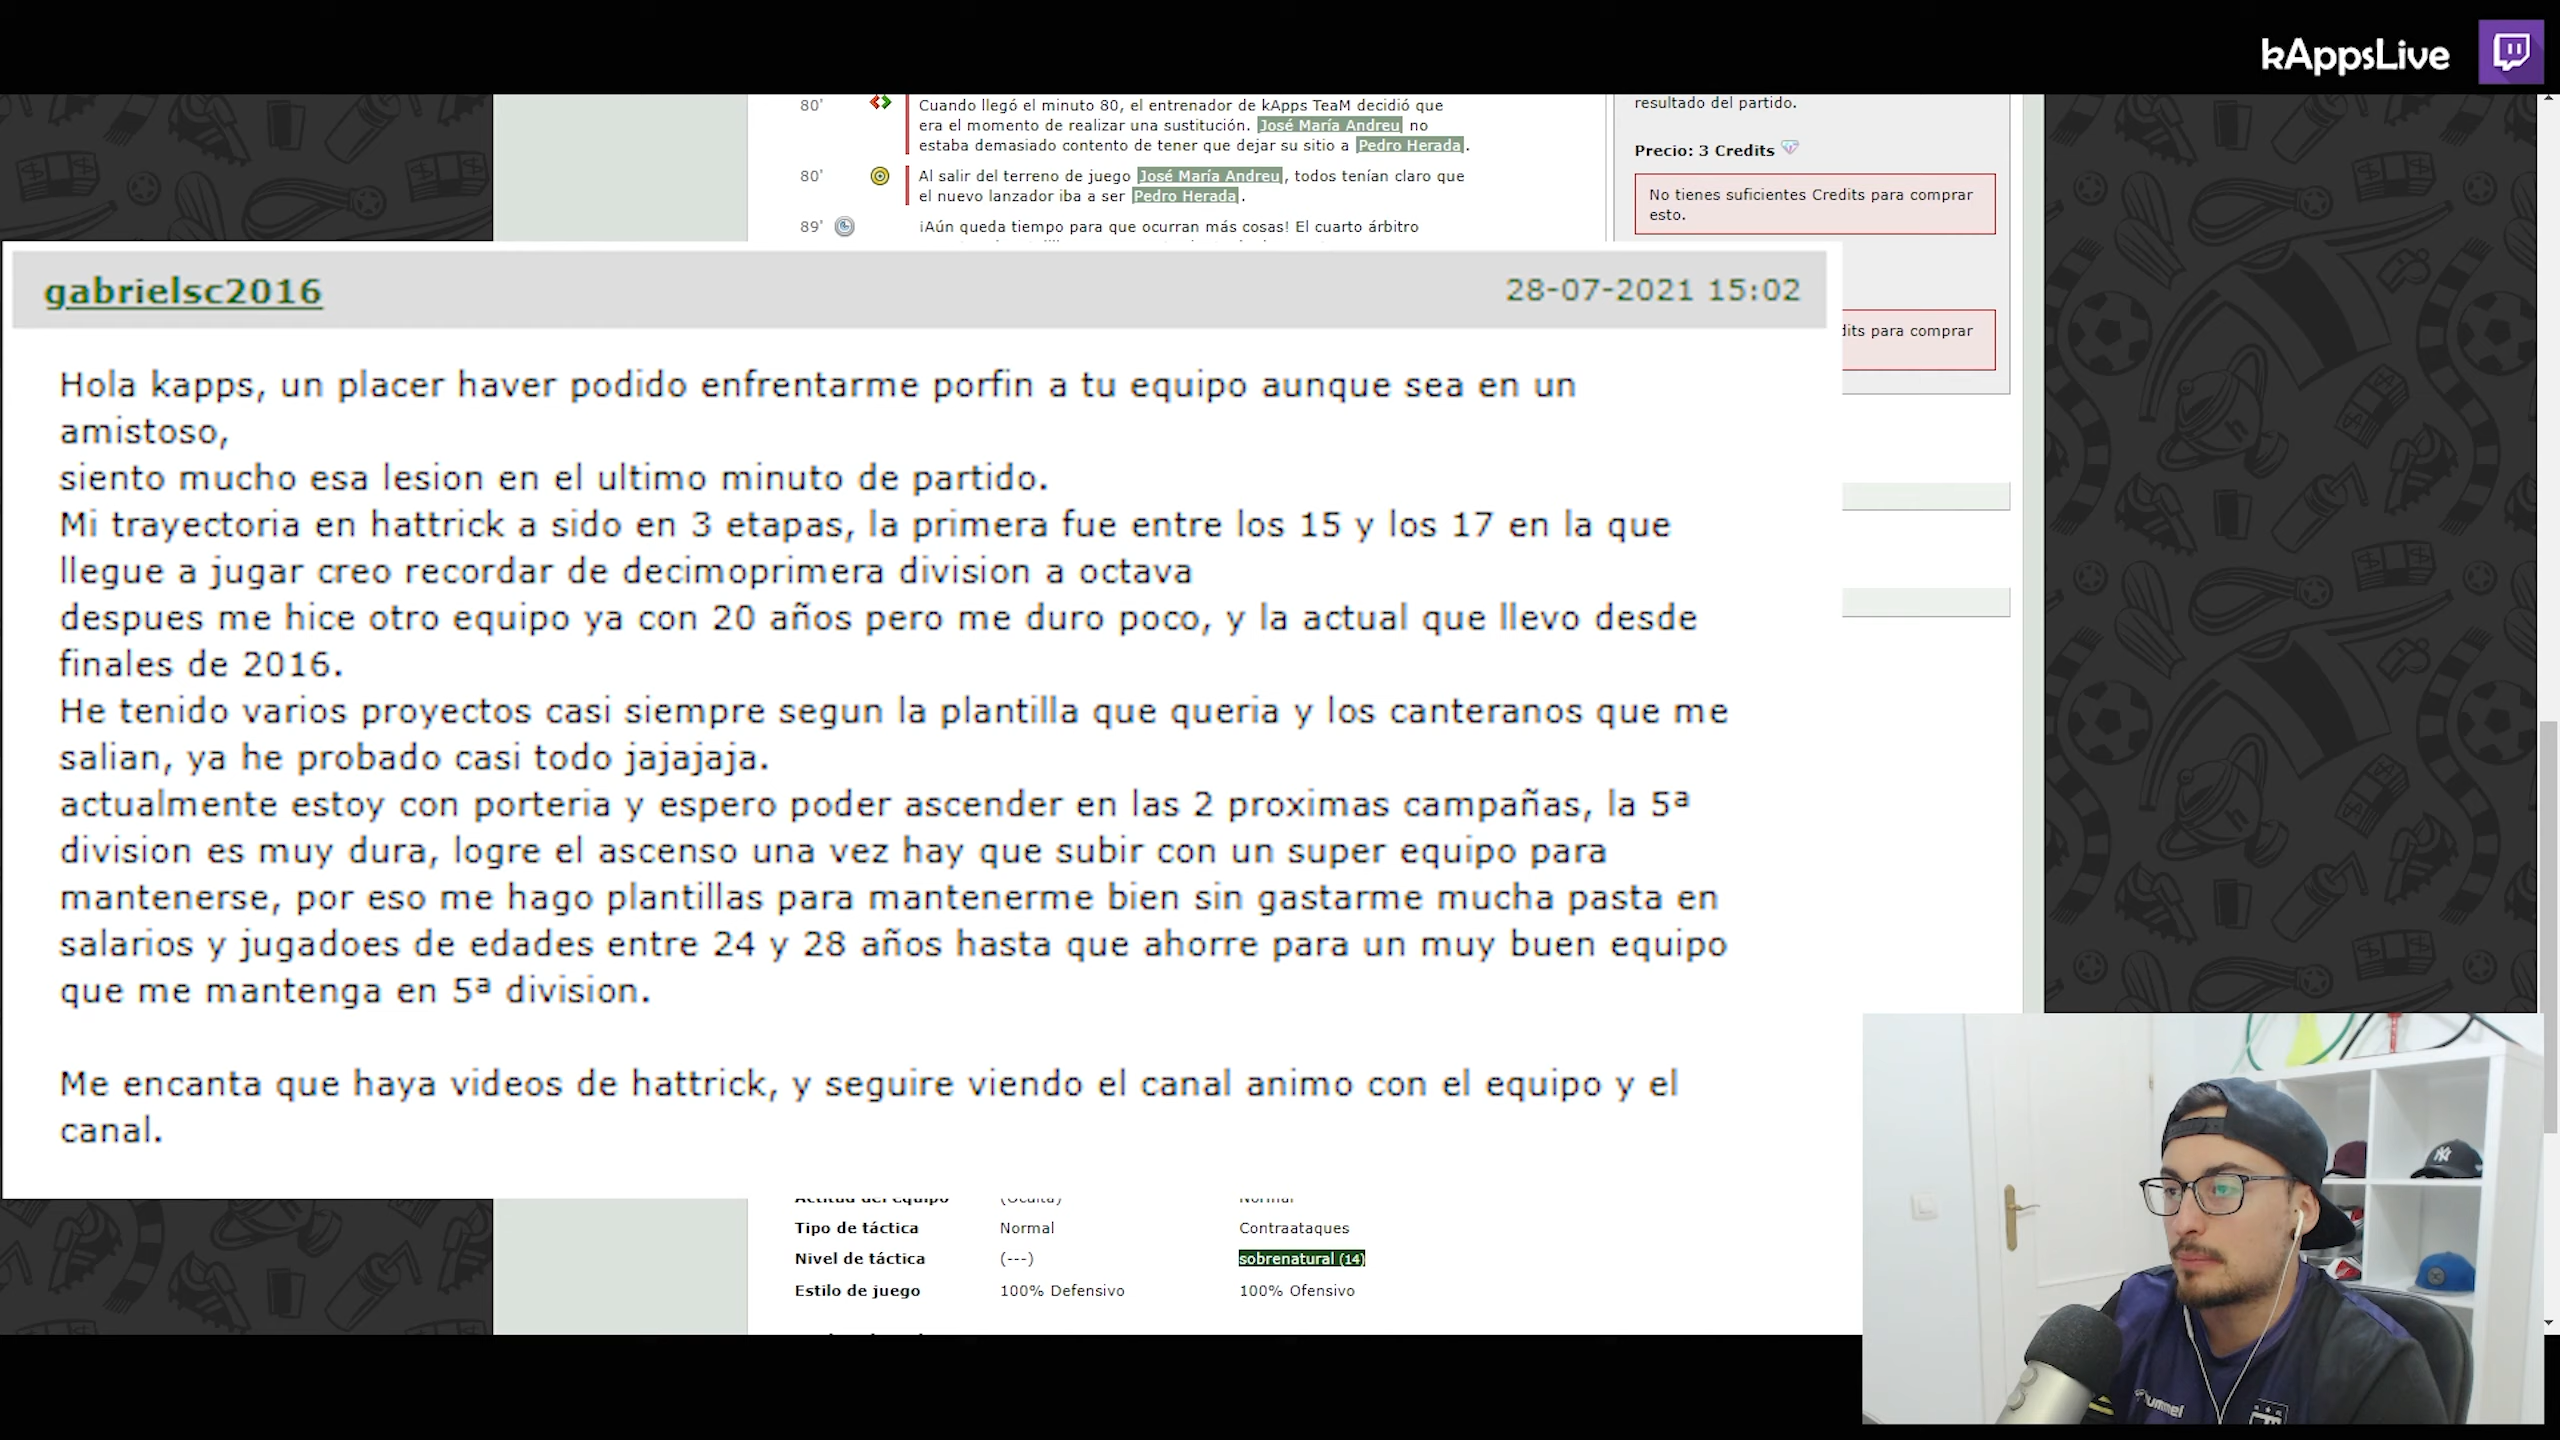 kAppsLive
80' Cuando llegó el minuto 80, el entrenador de kApps TeaM decidió que
era el momento de realizar una sustitución. José María Andreu no
estaba demasiado contento de tener que dejar su sitio a Pedro Herada.
80' Al salir del terreno de juego José María Andreu, todos tenían claro que
el nuevo lanzador iba a ser Pedro Herada.
89' ¡Aún queda tiempo para que ocurran más cosas! El cuarto árbitro
resultado del partido.
Precio: 3 Credits
No tienes suficientes Credits para comprar
esto.
dits para comprar
gabrielsc2016 28-07-2021 15:02
Hola kapps, un placer haver podido enfrentarme porfin a tu equipo aunque sea en un
amistoso,
siento mucho esa lesion en el ultimo minuto de partido.
Mi trayectoria en hattrick a sido en 3 etapas, la primera fue entre los 15 y los 17 en la que
llegue a jugar creo recordar de decimoprimera division a octava
despues me hice otro equipo ya con 20 años pero me duro poco, y la actual que llevo desde
finales de 2016.
He tenido varios proyectos casi siempre segun la plantilla que queria y los canteranos que me
salian, ya he probado casi todo jajajaja.
actualmente estoy con porteria y espero poder ascender en las 2 proximas campañas, la 5ª
division es muy dura, logre el ascenso una vez hay que subir con un super equipo para
mantenerse, por eso me hago plantillas para mantenerme bien sin gastarme mucha pasta en
salarios y jugadoes de edades entre 24 y 28 años hasta que ahorre para un muy buen equipo
que me mantenga en 5ª division.
Me encanta que haya videos de hattrick, y seguire viendo el canal animo con el equipo y el
canal.
Actitud del equipo (Oculta) Normal
Tipo de táctica Normal Contraataques
Nivel de táctica (---) sobrenatural (14)
Estilo de juego 100% Defensivo 100% Ofensivo
hummel